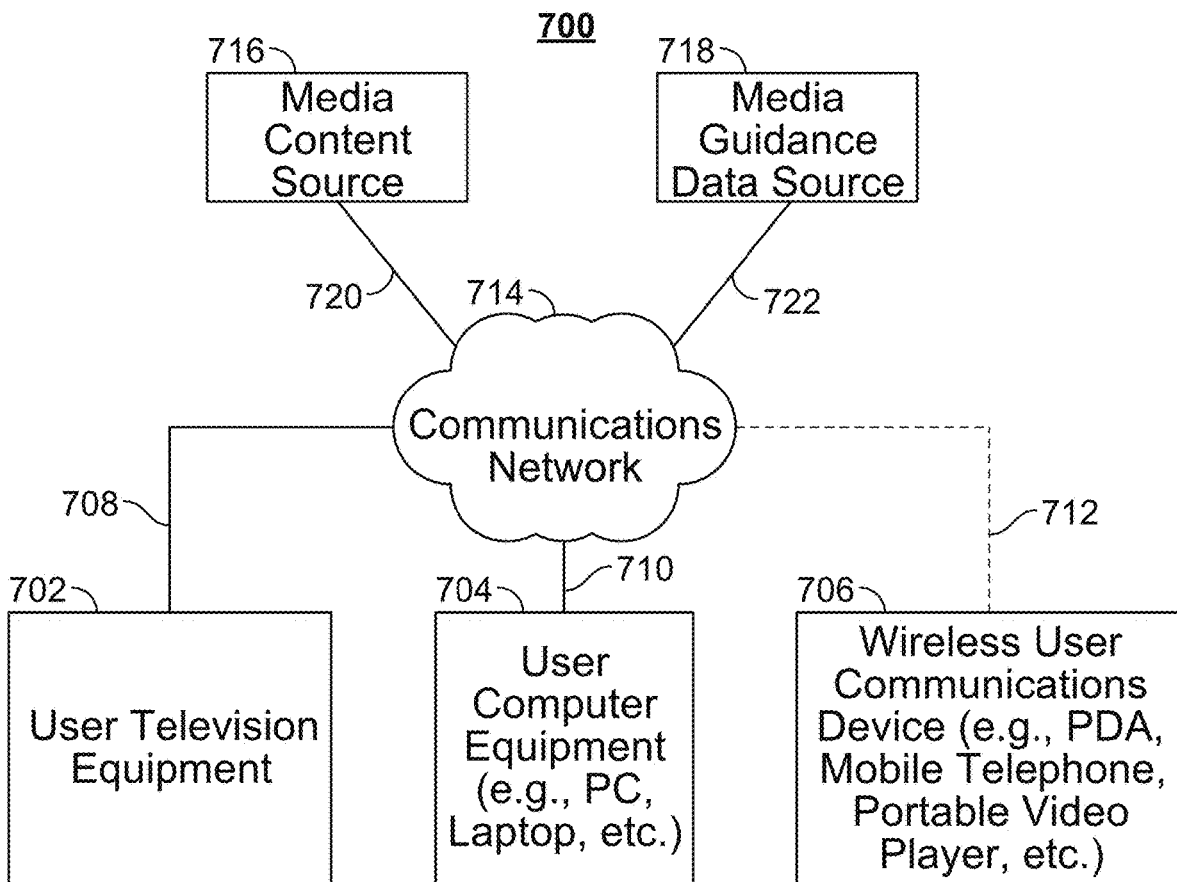 700
716
Media
Content
Source
718
Media
Guidance
Data Source
720
714
722
Communications
Network
708
712
710
702
User Television
Equipment
704
User
Computer
Equipment
(e.g., PC,
Laptop, etc.)
706
Wireless User
Communications
Device (e.g., PDA,
Mobile Telephone,
Portable Video
Player, etc.)